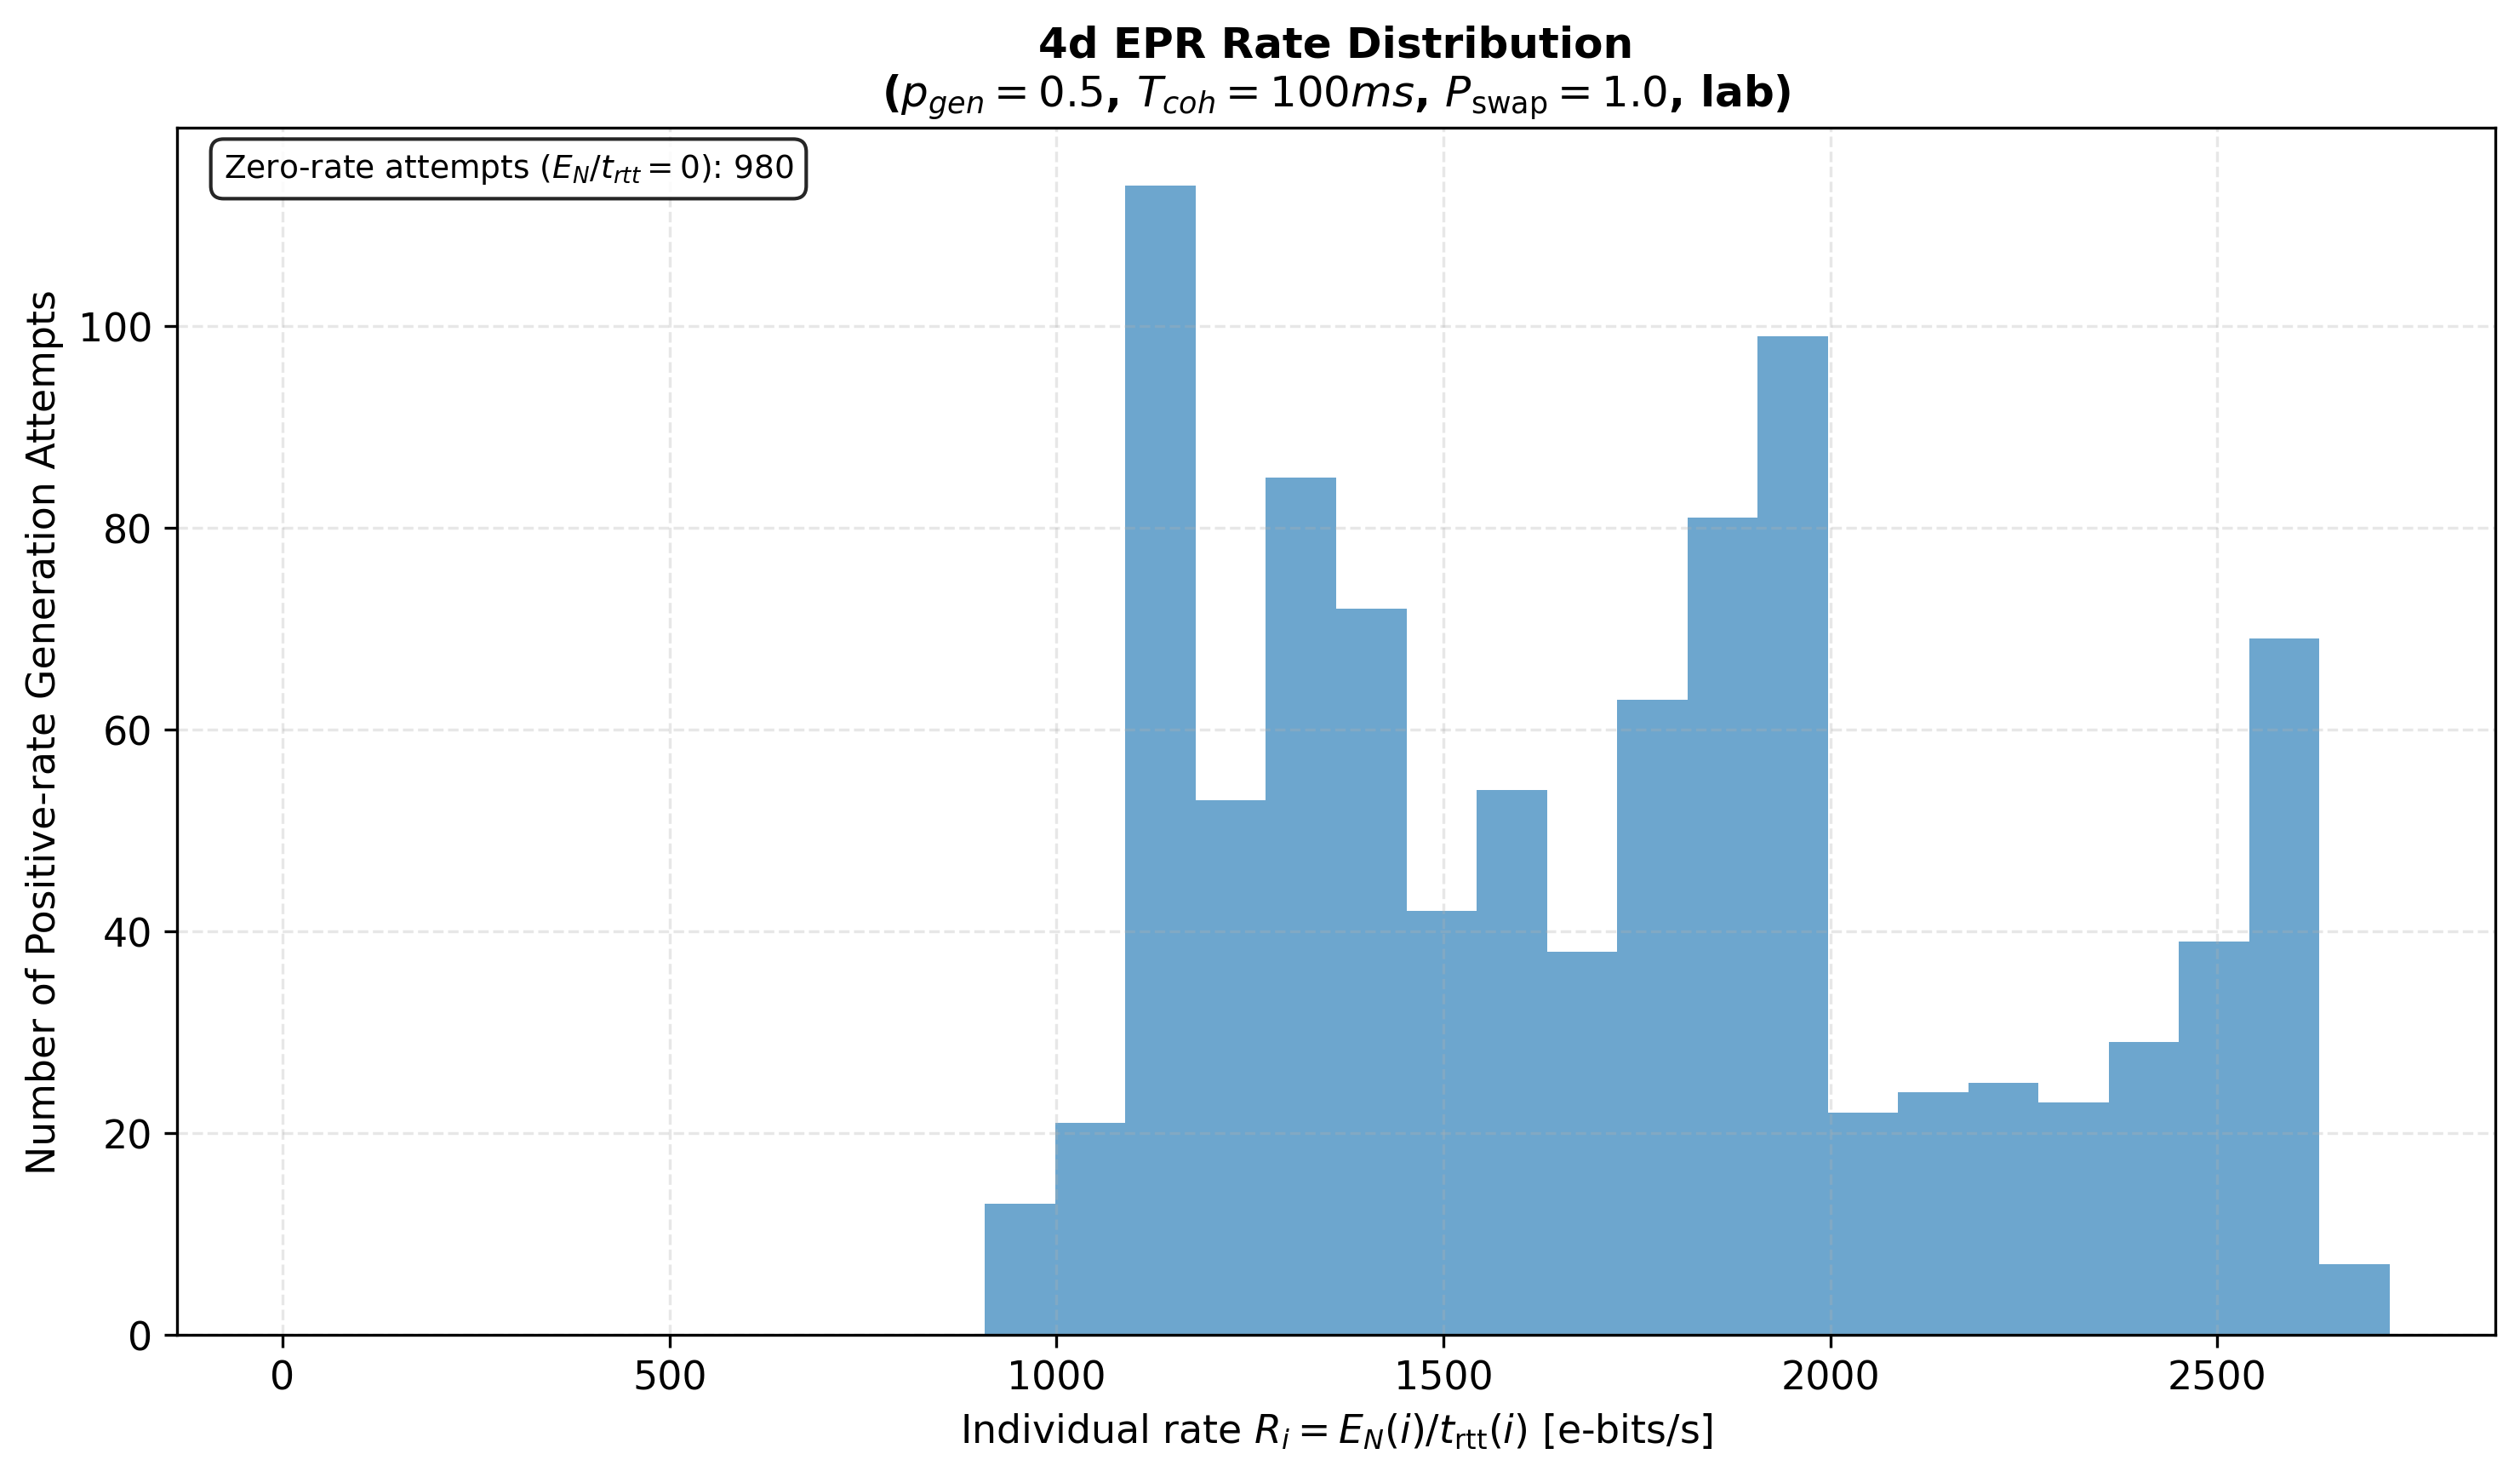 4d EPR Rate Distribution
(p_gen = 0.5, T_coh = 100ms, P_swap = 1.0, lab)
Zero-rate attempts (E_N/t_rtt = 0): 980
Number of Positive-rate Generation Attempts
100
80
60
40
20
0
0 500 1000 1500 2000 2500
Individual rate R_i = E_N(i)/t_rtt(i) [e-bits/s]